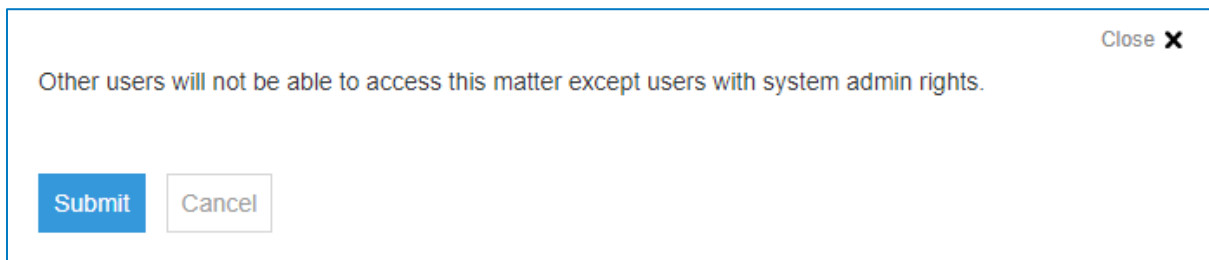 Close
Other users will not be able to access this matter except users with system admin rights.
Submit Cancel